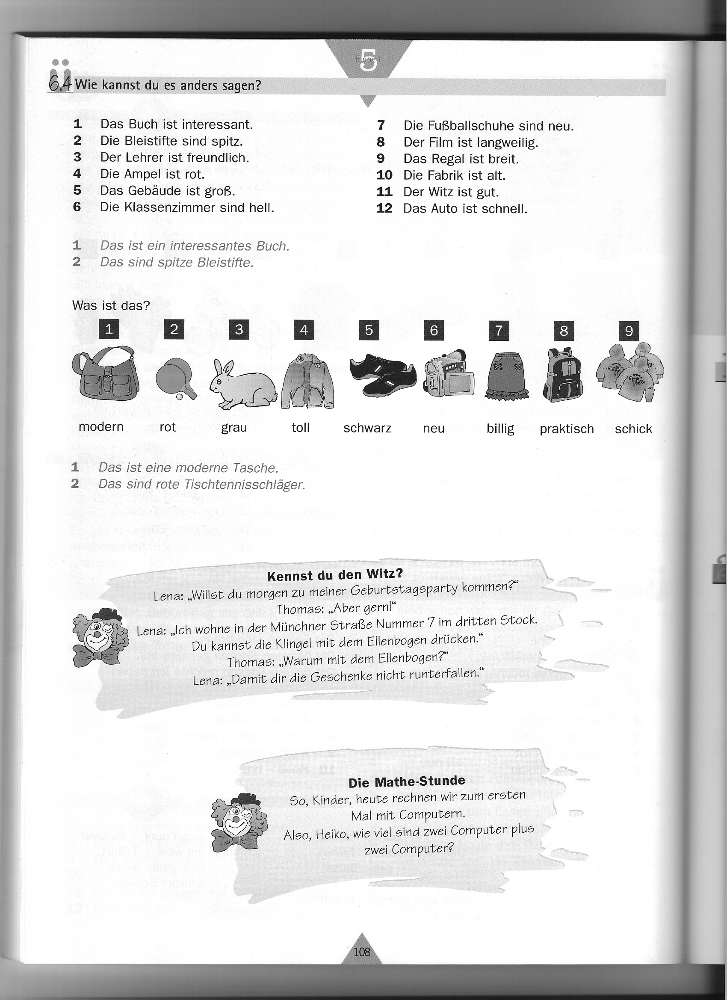 Einheit
5
6.4 Wie kannst du es anders sagen?
1 Das Buch ist interessant.
2 Die Bleistifte sind spitz.
3 Der Lehrer ist freundlich.
4 Die Ampel ist rot.
5 Das Gebäude ist groß.
6 Die Klassenzimmer sind hell.
7 Die Fußballschuhe sind neu.
8 Der Film ist langweilig.
9 Das Regal ist breit.
10 Die Fabrik ist alt.
11 Der Witz ist gut.
12 Das Auto ist schnell.
1 Das ist ein interessantes Buch.
2 Das sind spitze Bleistifte.
Was ist das?
1 2 3 4 5 6 7 8 9
modern rot grau toll schwarz neu billig praktisch schick
1 Das ist eine moderne Tasche.
2 Das sind rote Tischtennisschläger.
Kennst du den Witz?
Lena: „Willst du morgen zu meiner Geburtstagsparty kommen?“
Thomas: „Aber gern!“
Lena: „Ich wohne in der Münchner Straße Nummer 7 im dritten Stock.
Du kannst die Klingel mit dem Ellenbogen drücken.“
Thomas: „Warum mit dem Ellenbogen?“
Lena: „Damit dir die Geschenke nicht runterfallen.“
Die Mathe-Stunde
So, Kinder, heute rechnen wir zum ersten
Mal mit Computern.
Also, Heiko, wie viel sind zwei Computer plus
zwei Computer?
108